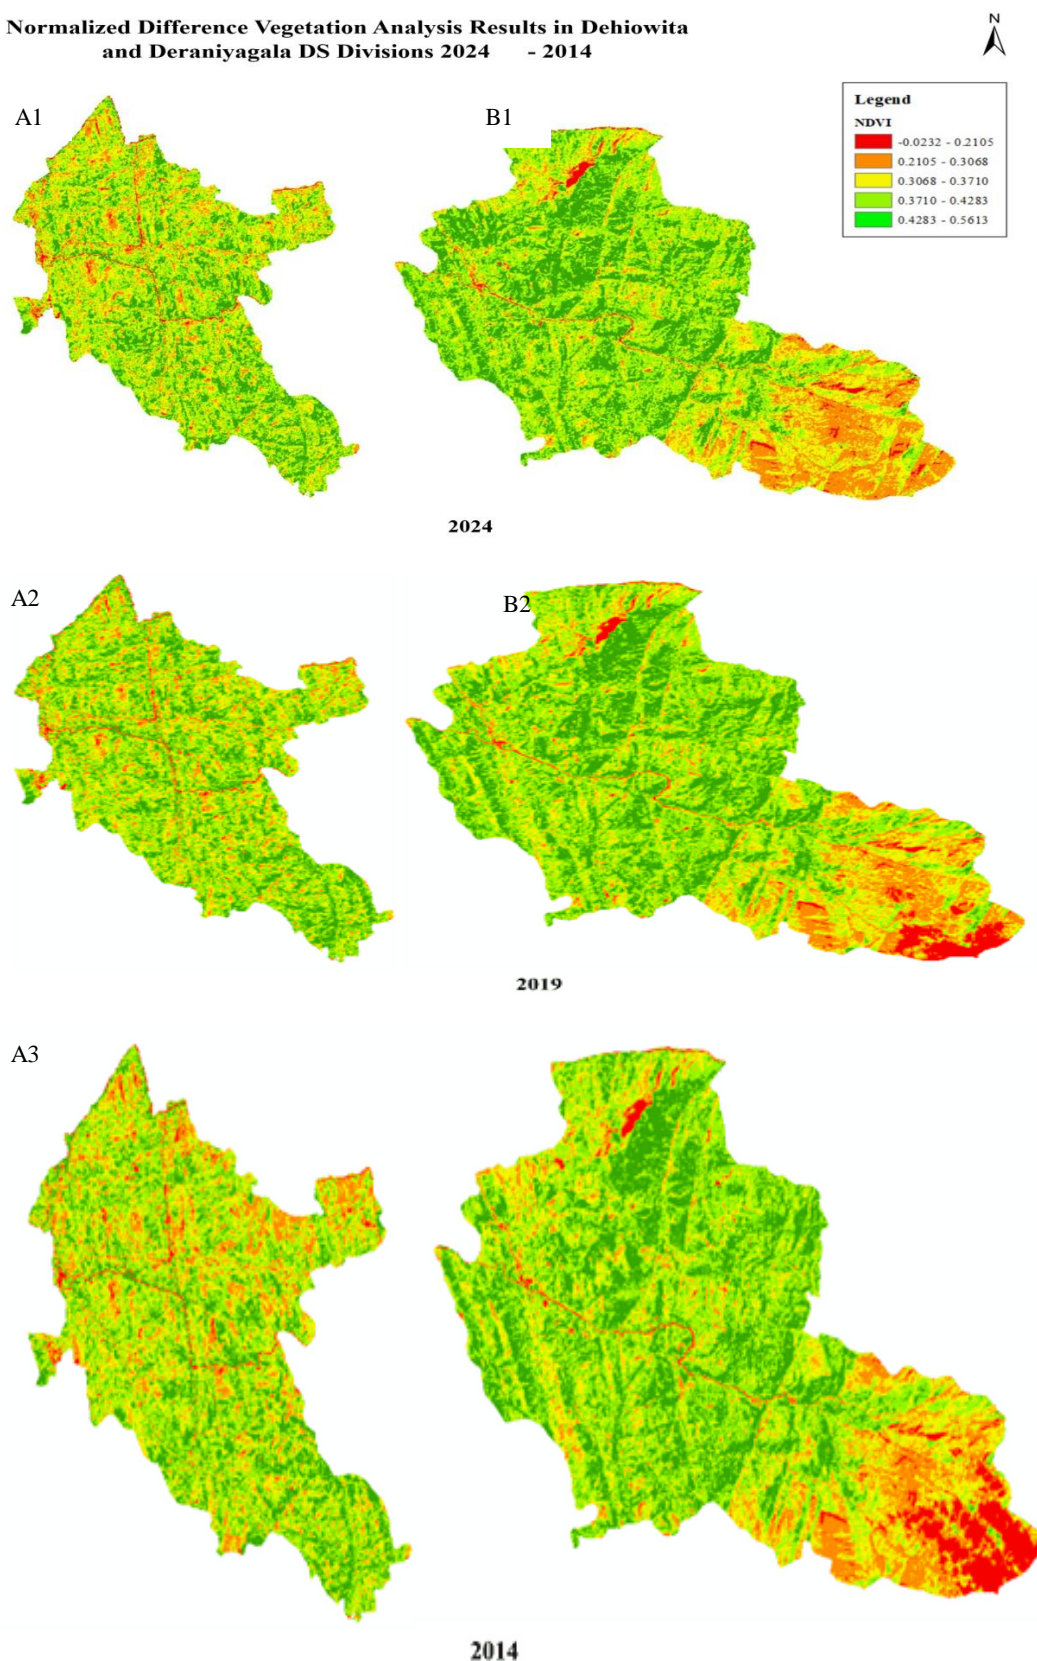 Normalized Difference Vegetation Analysis Results in Dehiowita
and Deraniyagala DS Divisions 2024 - 2014
N
A1
B1
Legend
NDVI
-0.0232 - 0.2105
0.2105 - 0.3068
0.3068 - 0.3710
0.3710 - 0.4283
0.4283 - 0.5613
2024
A2
B2
2019
A3
2014